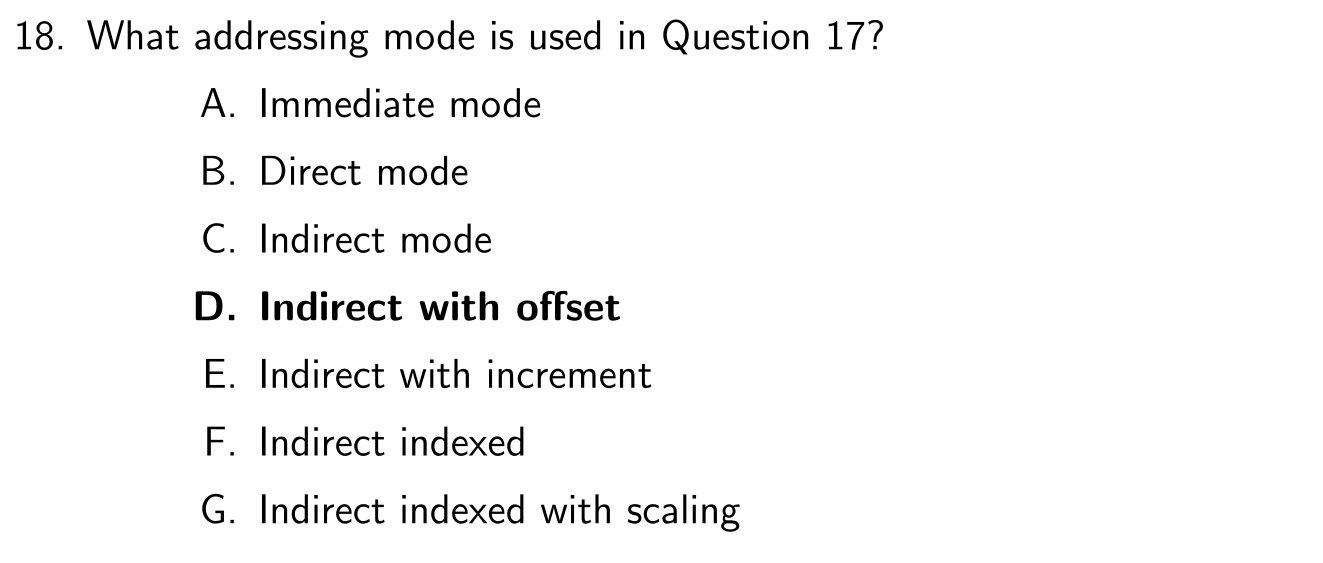 18. What addressing mode is used in Question 17?
A. Immediate mode
B. Direct mode
C. Indirect mode
D. Indirect with offset
E. Indirect with increment
F. Indirect indexed
G. Indirect indexed with scaling